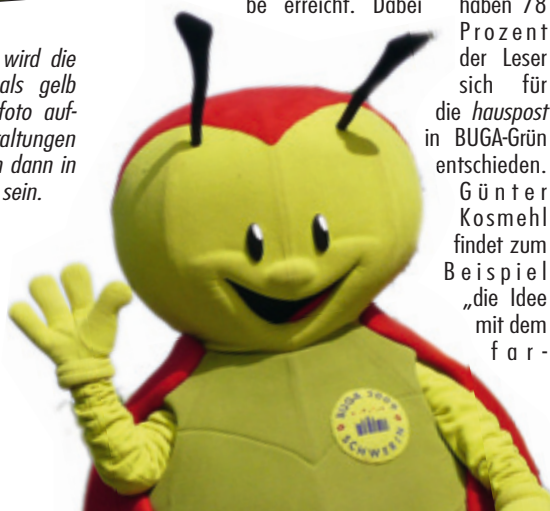 wird die
als gelb
foto auf-
altungen
dann in
sein.
be erreicht. Dabei
haben 78
Prozent
der Leser
sich für
die hauspost
in BUGA-Grün
entschieden.
Günter
Kosmehl
findet zum
Beispiel
„die Idee
mit dem
far-
BUGA 2009
SCHWERIN